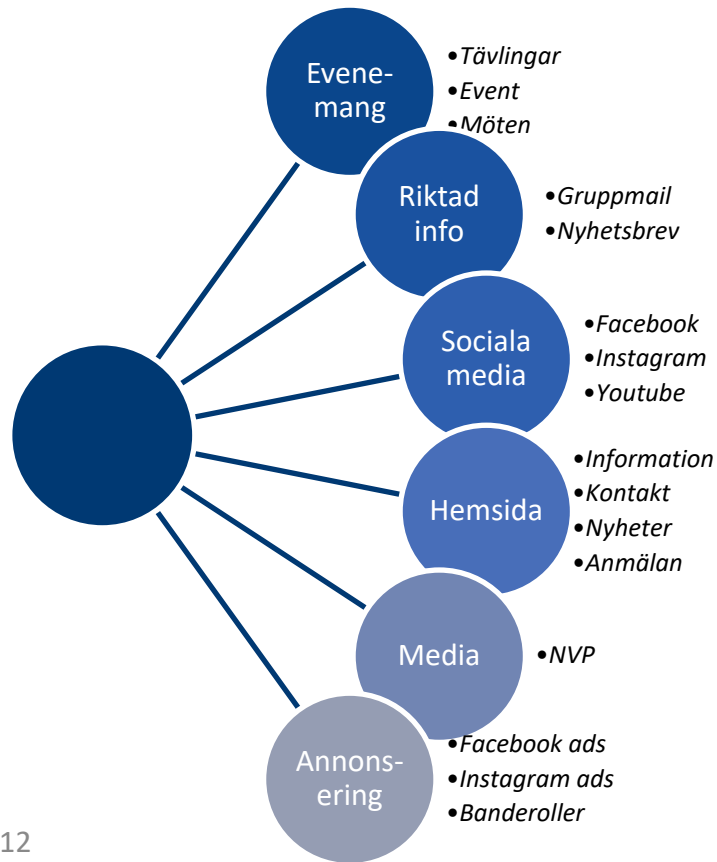 Evene-
mang
•Tävlingar
•Event
•Möten
Riktad
info
•Gruppmail
•Nyhetsbrev
Sociala
media
•Facebook
•Instagram
•Youtube
Hemsida
•Information
•Kontakt
•Nyheter
•Anmälan
Media
•NVP
Annons-
ering
•Facebook ads
•Instagram ads
•Banderoller
12